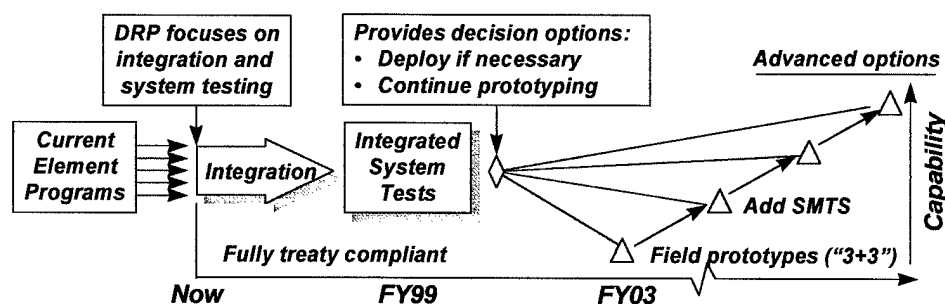 DRP focuses on
integration and
system testing
Provides decision options:
• Deploy if necessary
• Continue prototyping
Advanced options
Current
Element
Programs
Integration
Integrated
System
Tests
Add SMTS
Capability
Fully treaty compliant
Field prototypes ("3+3")
Now
FY99
FY03